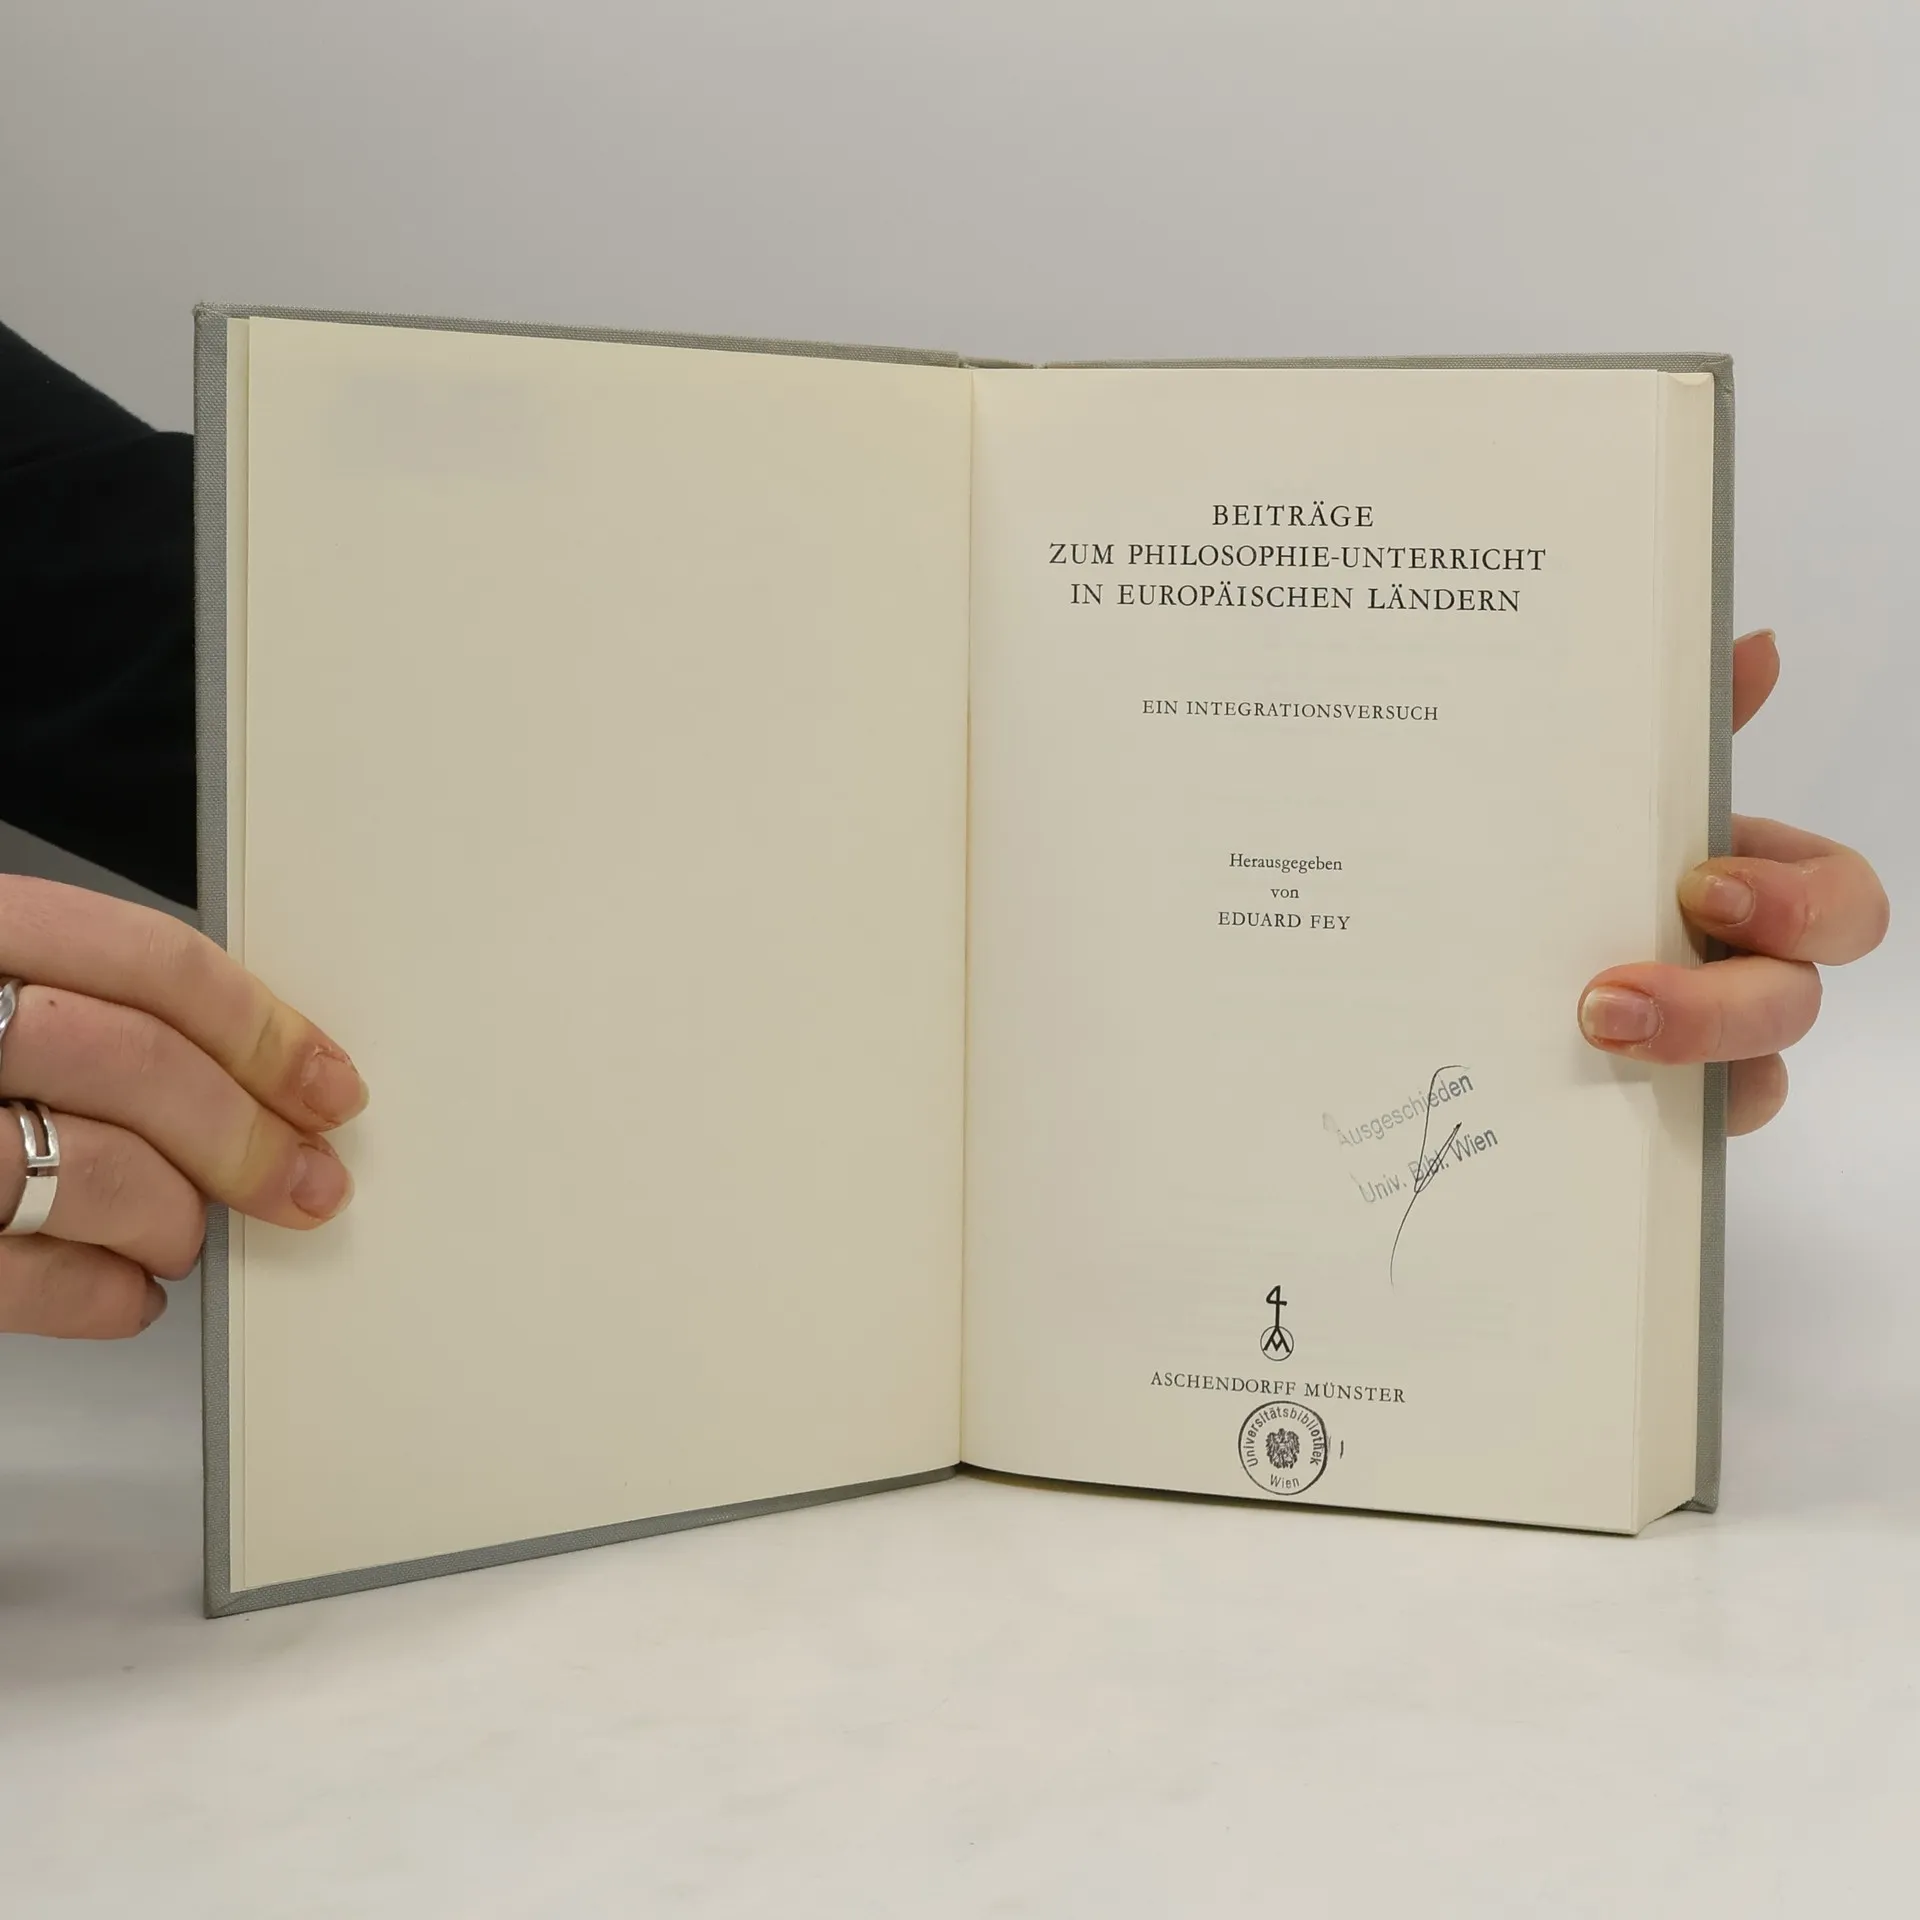 BEITRÄGE
ZUM PHILOSOPHIE-UNTERRICHT
IN EUROPÄISCHEN LÄNDERN
EIN INTEGRATIONSVERSUCH
Herausgegeben
von
EDUARD FEY
Ausgeschieden
Univ. Bibl. Wien
ASCHENDORFF MÜNSTER
Universitätsbibliothek
Wien